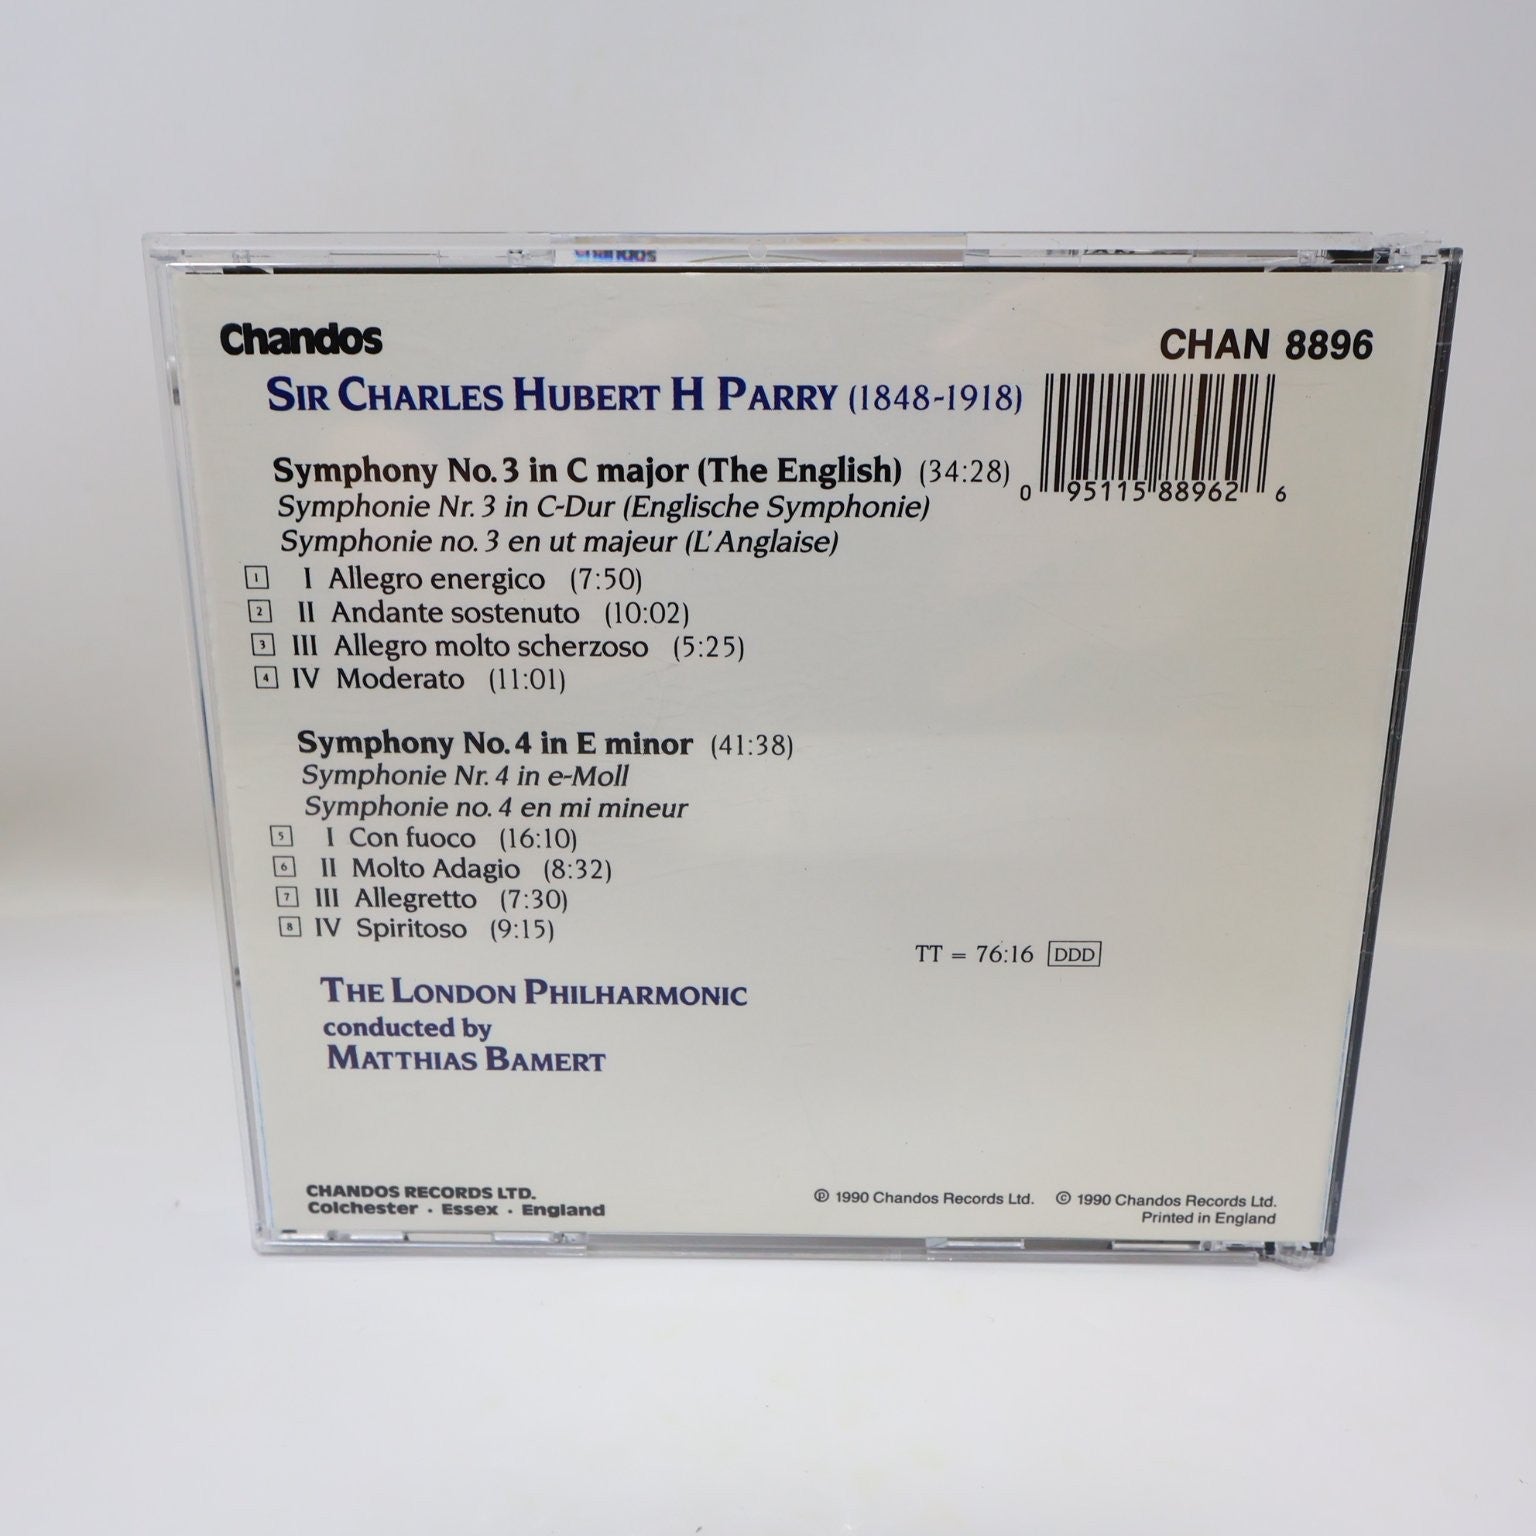 Chandos
Chandos
CHAN 8896
SIR CHARLES HUBERT H PARRY (1848-1918)
0 95115 88962 6
Symphony No. 3 in C major (The English) (34:28)
Symphonie Nr. 3 in C-Dur (Englische Symphonie)
Symphonie no. 3 en ut majeur (L'Anglaise)
1 I Allegro energico (7:50)
2 II Andante sostenuto (10:02)
3 III Allegro molto scherzoso (5:25)
4 IV Moderato (11:01)
Symphony No. 4 in E minor (41:38)
Symphonie Nr. 4 in e-Moll
Symphonie no. 4 en mi mineur
5 I Con fuoco (16:10)
6 II Molto Adagio (8:32)
7 III Allegretto (7:30)
8 IV Spiritoso (9:15)
TT = 76:16 DDD
THE LONDON PHILHARMONIC
conducted by
MATTHIAS BAMERT
CHANDOS RECORDS LTD.
Colchester · Essex · England
℗ 1990 Chandos Records Ltd. © 1990 Chandos Records Ltd.
Printed in England